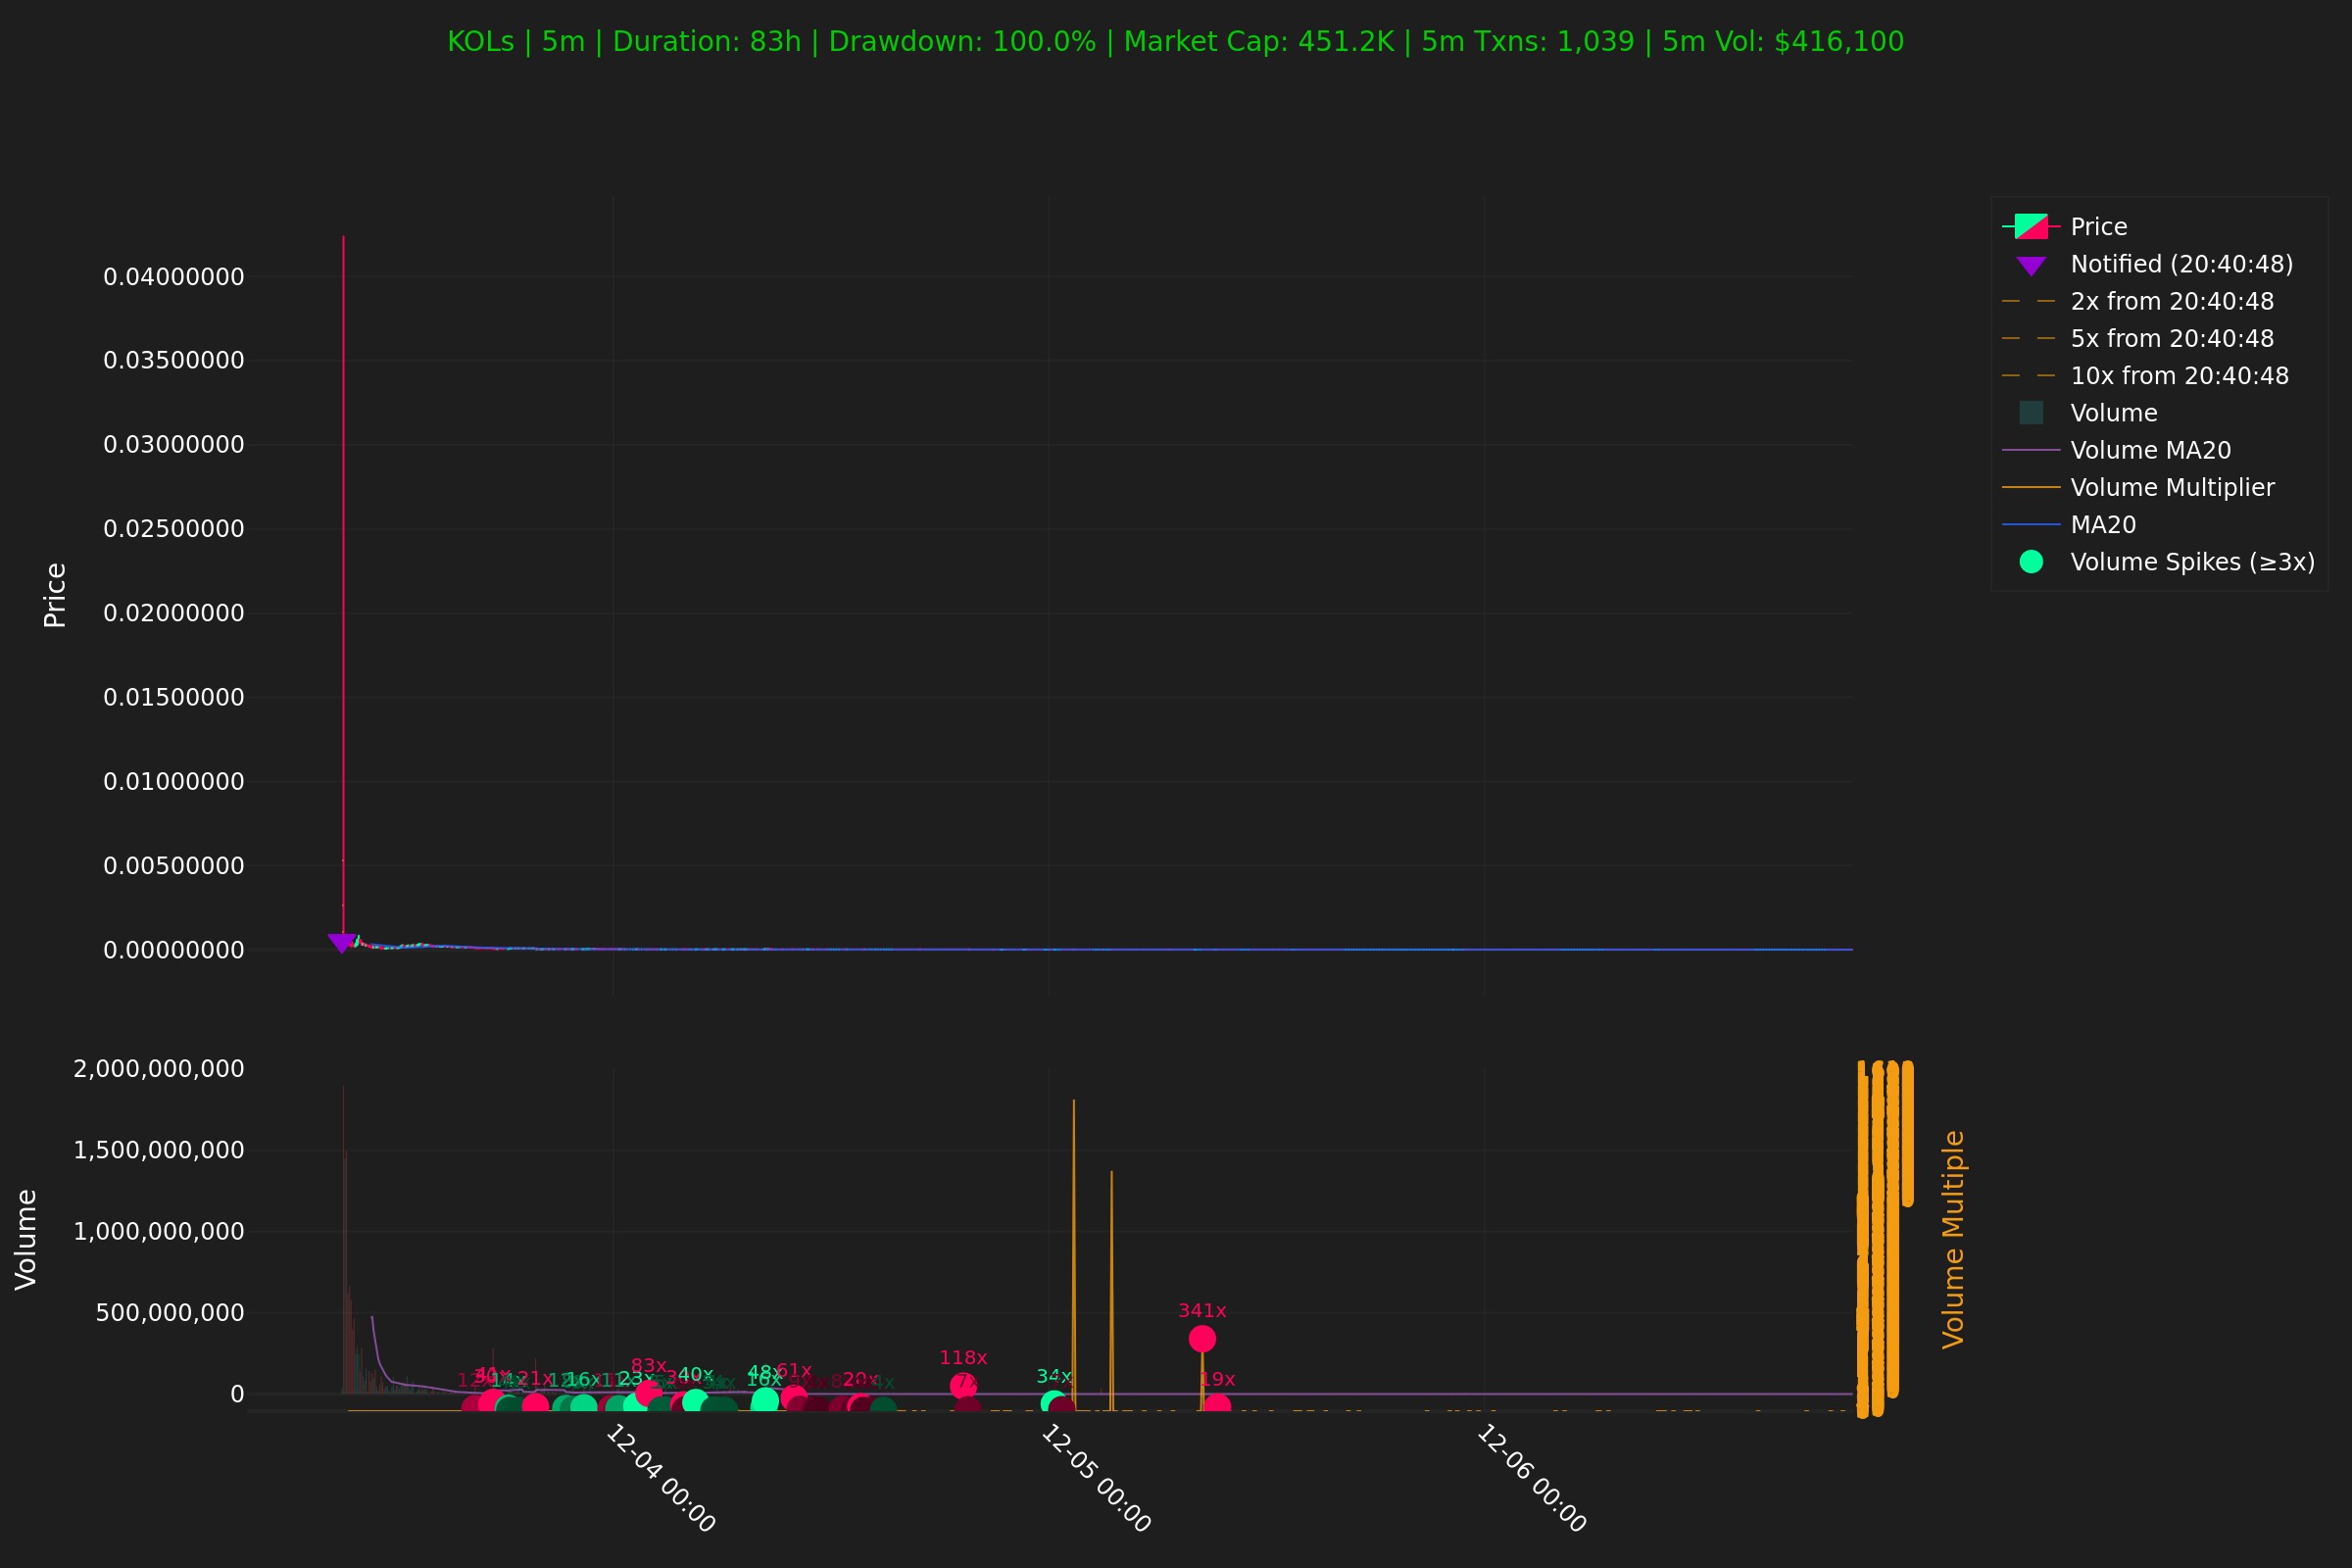 KOLs | 5m | Duration: 83h | Drawdown: 100.0% | Market Cap: 451.2K | 5m Txns: 1,039 | 5m Vol: $416,100
Price
0.04000000
0.03500000
0.03000000
0.02500000
0.02000000
0.01500000
0.01000000
0.00500000
0.00000000
Price
Notified (20:40:48)
2x from 20:40:48
5x from 20:40:48
10x from 20:40:48
Volume
Volume MA20
Volume Multiplier
MA20
Volume Spikes (≥3x)
Volume
2,000,000,000
1,500,000,000
1,000,000,000
500,000,000
0
341x
118x
83x
61x
48x
40x
34x
21x
16x
23x
16x
20x
4x
7x
19x
Volume Multiple
12-04 00:00
12-05 00:00
12-06 00:00